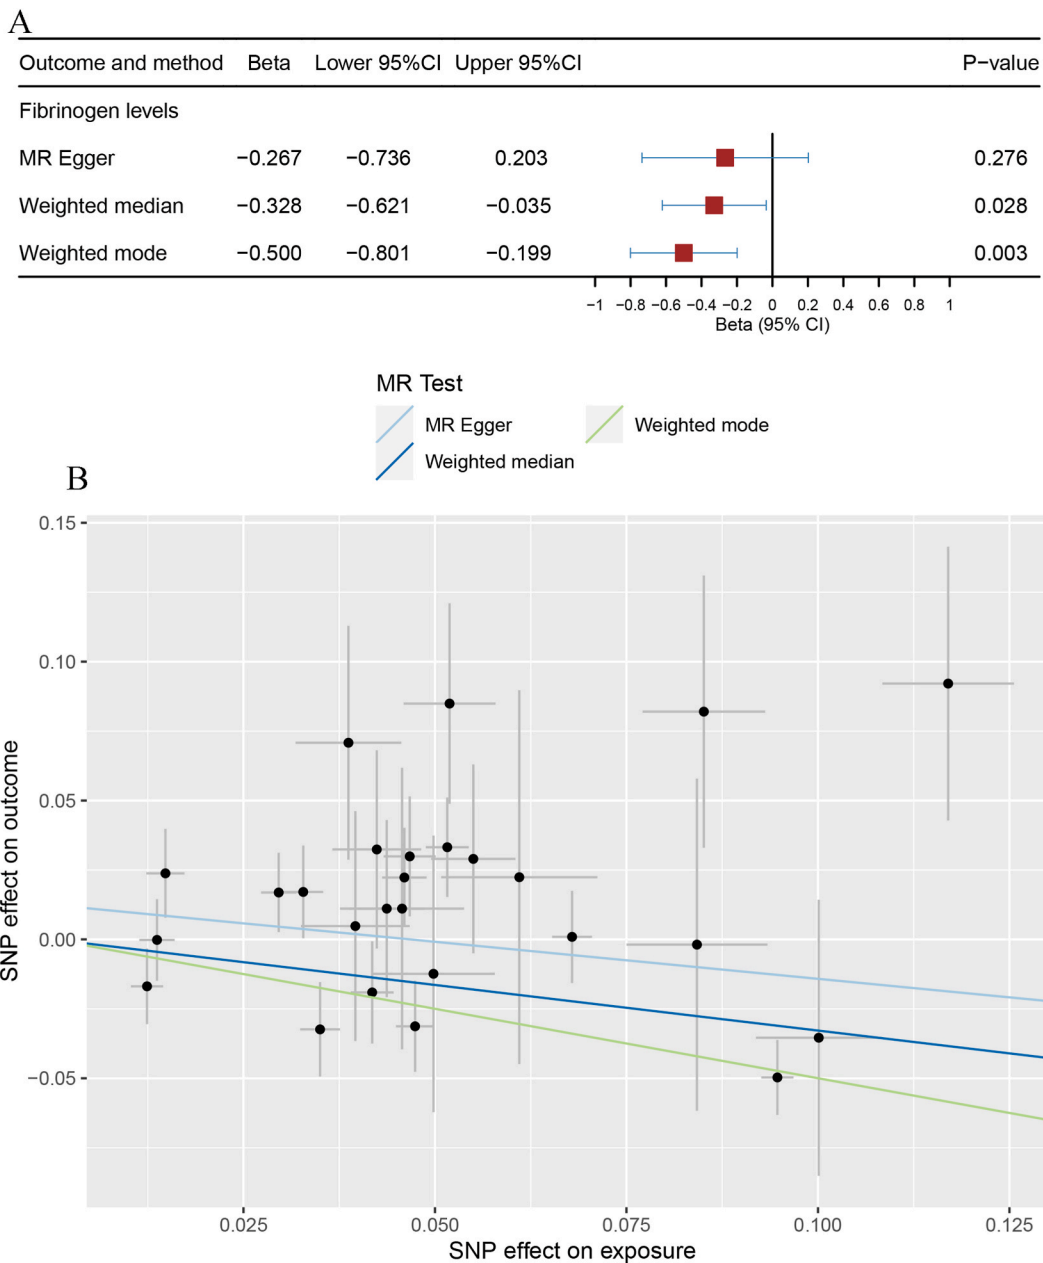 A
Outcome and method Beta Lower 95%CI Upper 95%CI P−value
Fibrinogen levels
MR Egger −0.267 −0.736 0.203 0.276
Weighted median −0.328 −0.621 −0.035 0.028
Weighted mode −0.500 −0.801 −0.199 0.003
−1 −0.8 −0.6 −0.4 −0.2 0 0.2 0.4 0.6 0.8 1
Beta (95% CI)
MR Test
MR Egger Weighted mode
Weighted median
B
0.15
0.10
0.05
0.00
−0.05
SNP effect on outcome
0.025 0.050 0.075 0.100 0.125
SNP effect on exposure